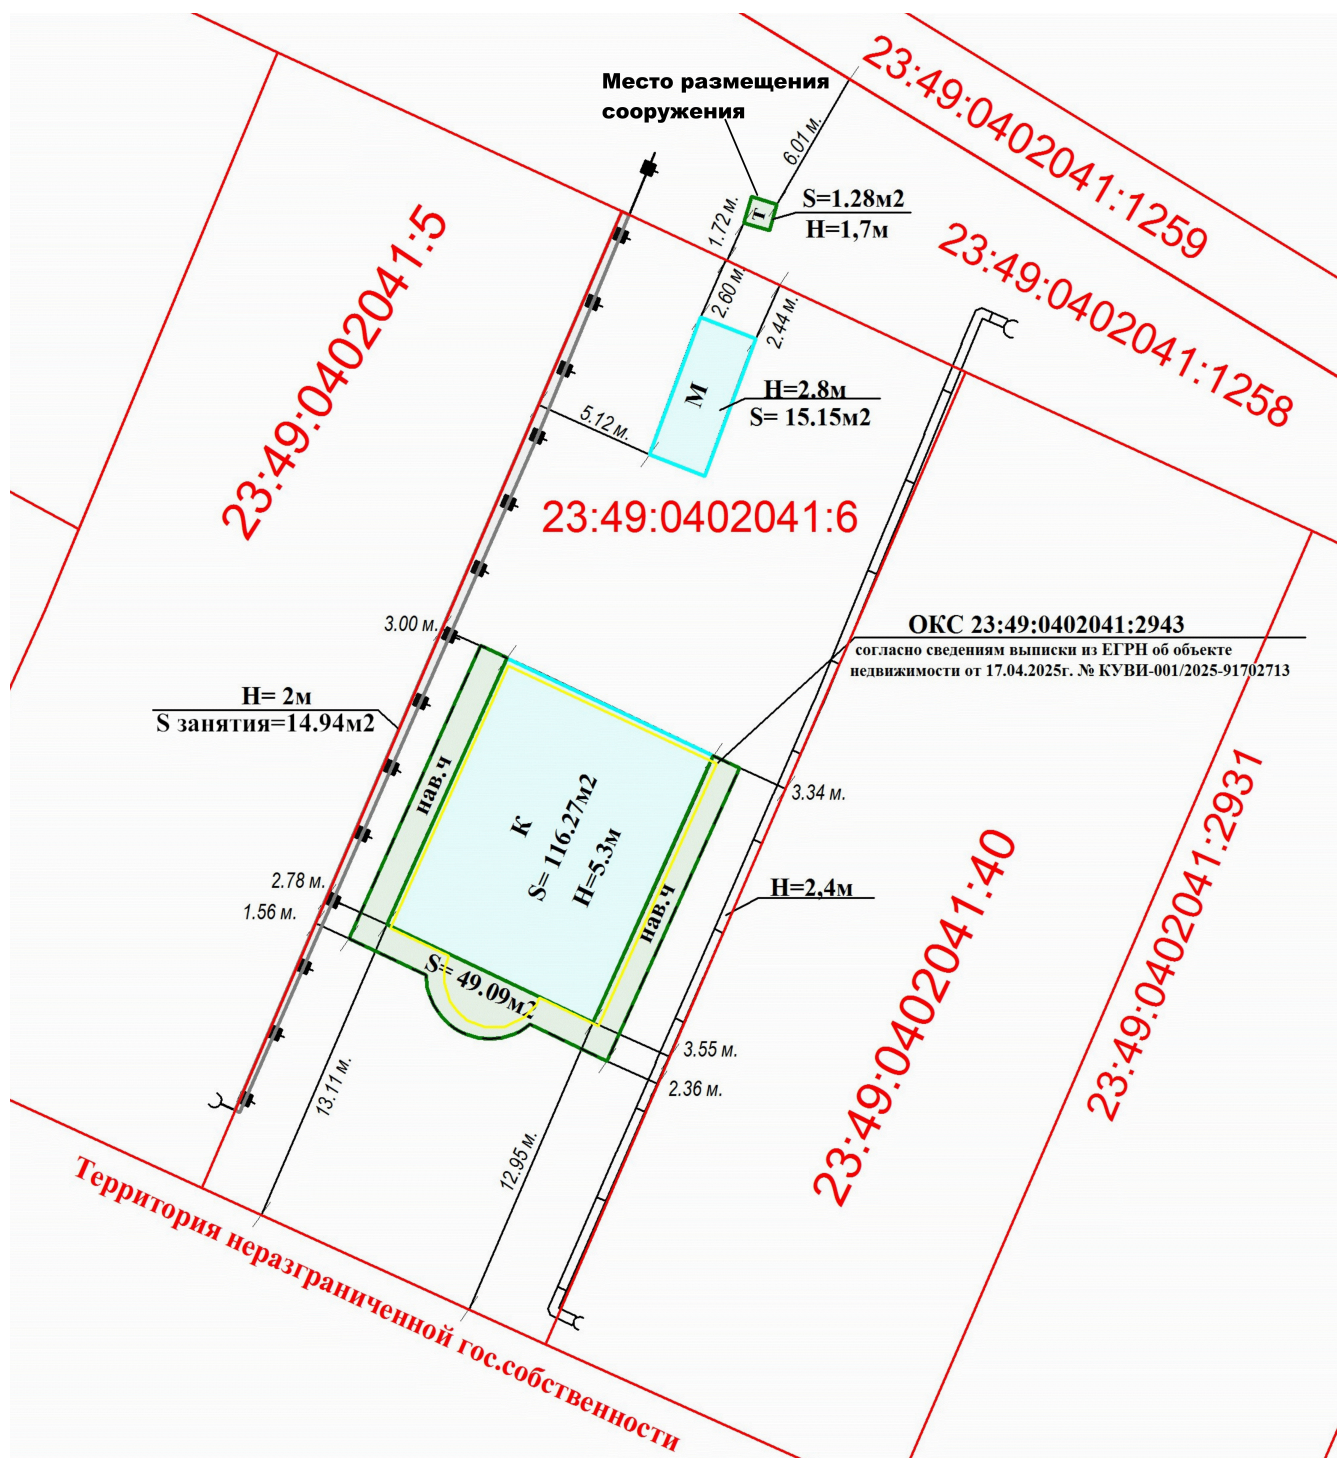 23:49:0402041:1259
Место размещения
сооружения
6.01 м.
S=1.28м2
1.72 м.
Т
H=1,7м
23:49:0402041:5
23:49:0402041:1258
2.60 м.
2.44 м.
М
H=2.8м
S= 15.15м2
5.12 м.
23:49:0402041:6
3.00 м.
ОКС 23:49:0402041:2943
согласно сведениям выписки из ЕГРН об объекте
недвижимости от 17.04.2025г. № КУВИ-001/2025-91702713
H= 2м
S занятия=14.94м2
нав.ч
К
S= 116.27м2
H=5.3м
3.34 м.
23:49:0402041:2931
2.78 м.
H=2,4м
нав.ч
23:49:0402041:40
1.56 м.
S= 49.09м2
3.55 м.
2.36 м.
13.11 м.
12.95 м.
Территория неразграниченной гос.собственности